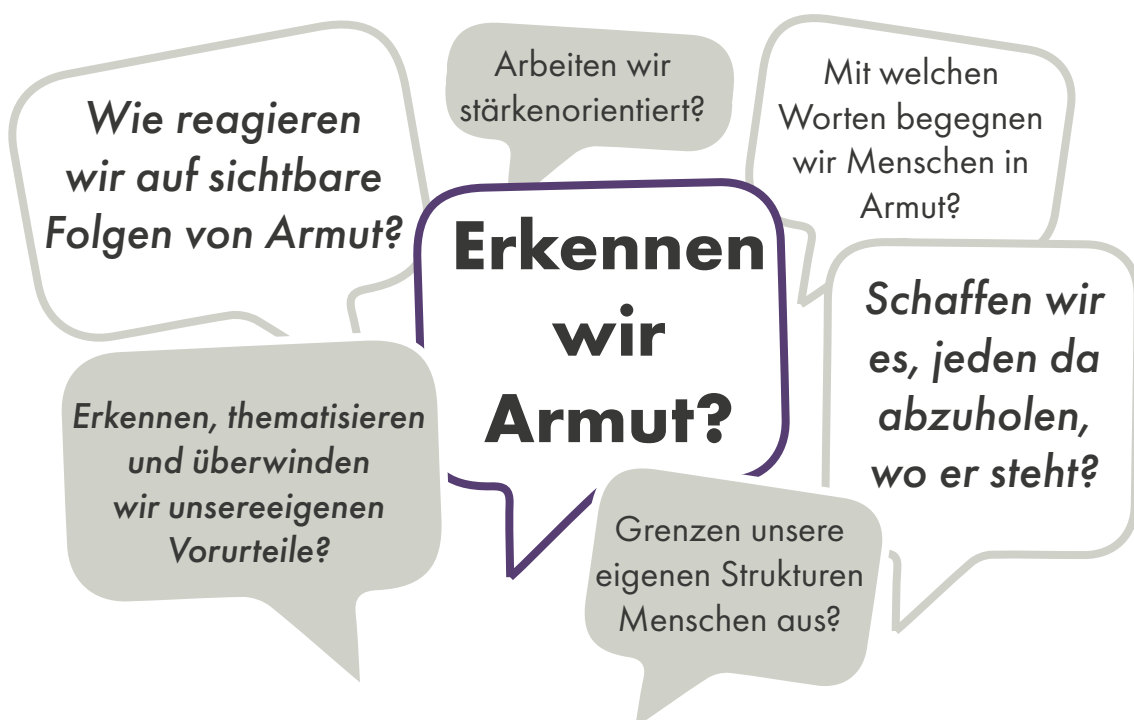 Wie reagieren
wir auf sichtbare
Folgen von Armut?
Arbeiten wir
stärkenorientiert?
Mit welchen
Worten begegnen
wir Menschen in
Armut?
Erkennen
wir
Armut?
Schaffen wir
es, jeden da
abzuholen,
wo er steht?
Erkennen, thematisieren
und überwinden
wir unsereeigenen
Vorurteile?
Grenzen unsere
eigenen Strukturen
Menschen aus?